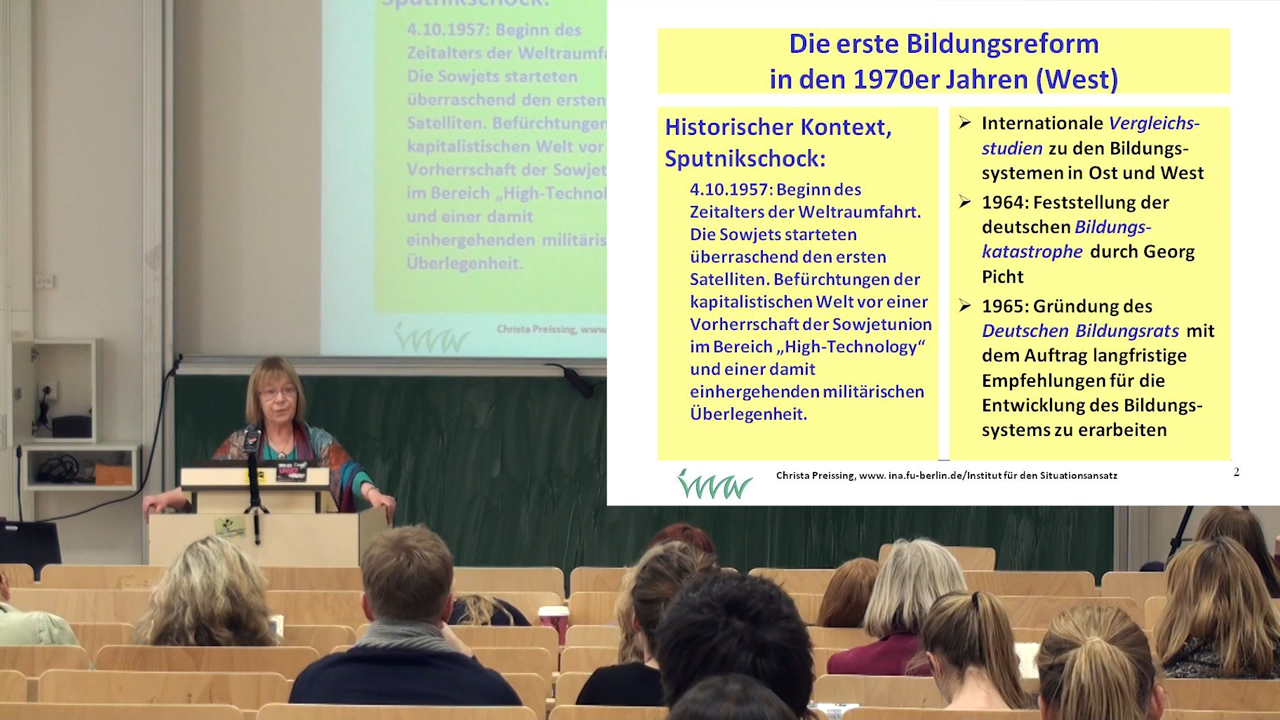 Sputnikschock:
4.10.1957: Beginn des
Zeitalters der Weltraumfa
Die Sowjets starteten
überraschend den ersten
Satelliten. Befürchtungen
kapitalistischen Welt vor
Vorherrschaft der Sowjet
im Bereich „High-Technol
und einer damit
einhergehenden militäris
Überlegenheit.
Christa Preissing, www
Die erste Bildungsreform
in den 1970er Jahren (West)
Historischer Kontext,
Sputnikschock:
4.10.1957: Beginn des
Zeitalters der Weltraumfahrt.
Die Sowjets starteten
überraschend den ersten
Satelliten. Befürchtungen der
kapitalistischen Welt vor einer
Vorherrschaft der Sowjetunion
im Bereich „High-Technology“
und einer damit
einhergehenden militärischen
Überlegenheit.
Internationale Vergleichs-
studien zu den Bildungs-
systemen in Ost und West
1964: Feststellung der
deutschen Bildungs-
katastrophe durch Georg
Picht
1965: Gründung des
Deutschen Bildungsrats mit
dem Auftrag langfristige
Empfehlungen für die
Entwicklung des Bildungs-
systems zu erarbeiten
ina
Christa Preissing, www. ina.fu-berlin.de/Institut für den Situationsansatz
2